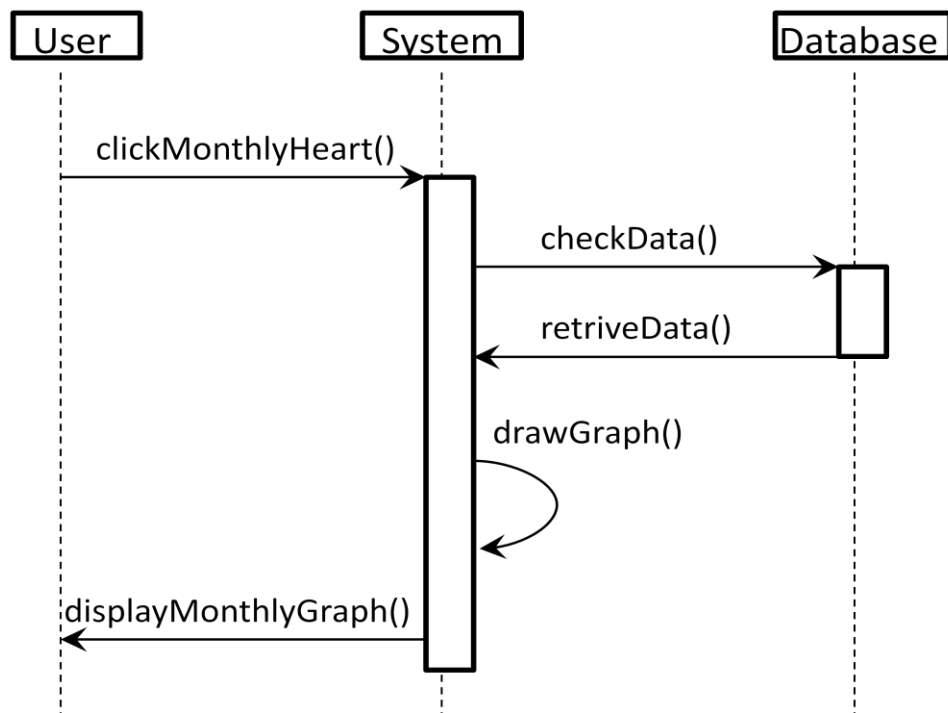 User
System
Database
clickMonthlyHeart()
checkData()
retriveData()
drawGraph()
displayMonthlyGraph()